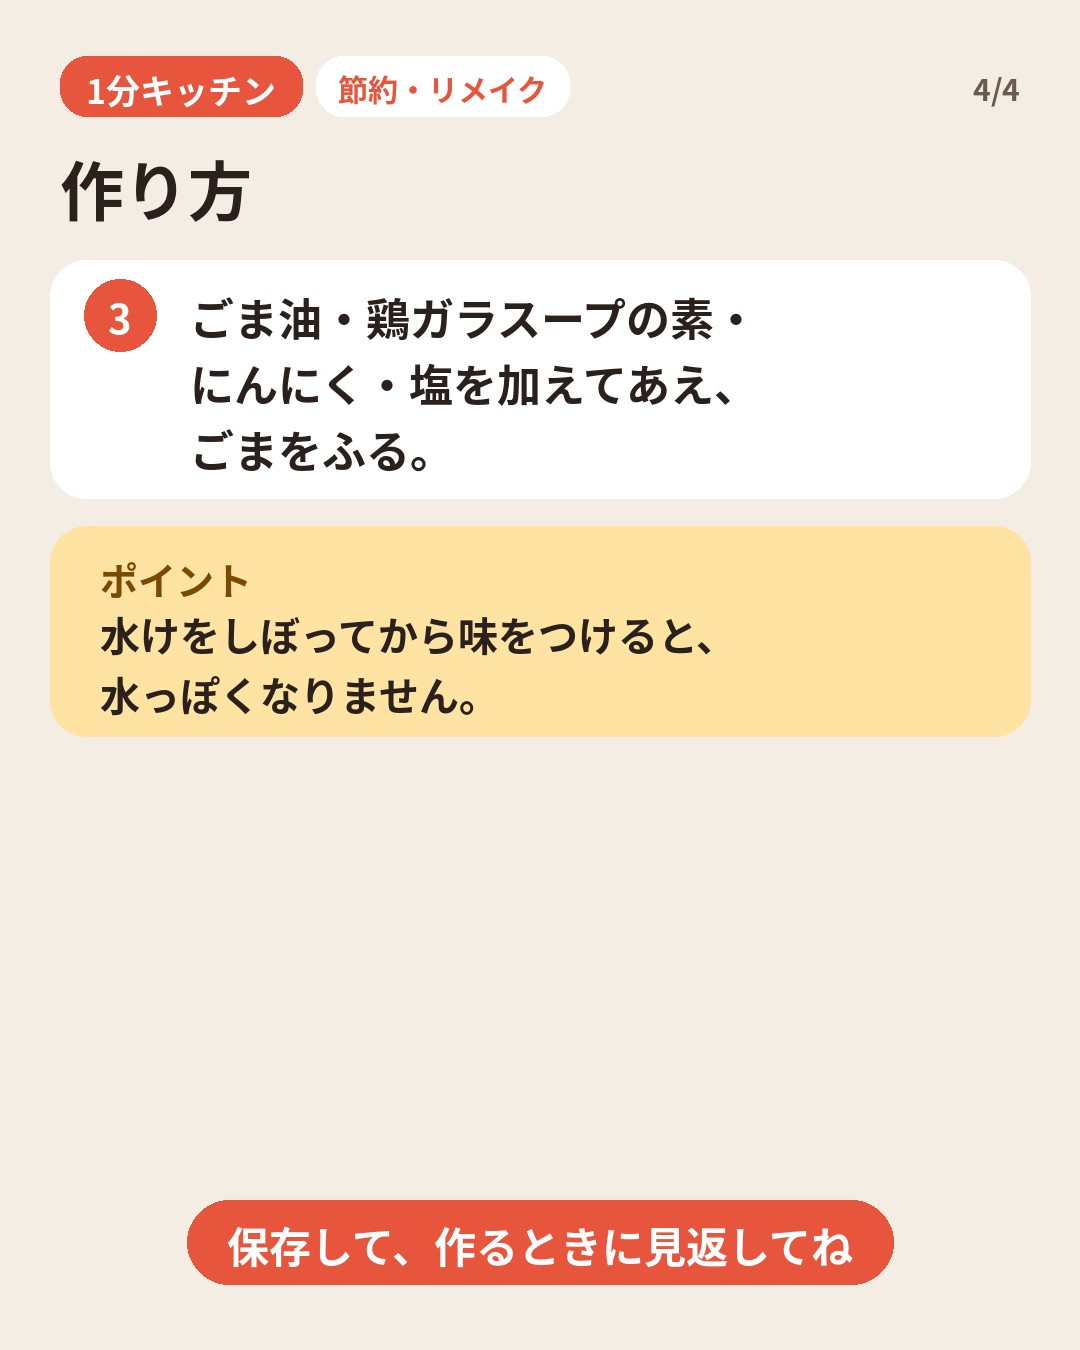 1分キッチン
節約・リメイク
4/4
作り方
3
ごま油・鶏ガラスープの素・
にんにく・塩を加えてあえ、
ごまをふる。
ポイント
水けをしぼってから味をつけると、
水っぽくなりません。
保存して、作るときに見返してね